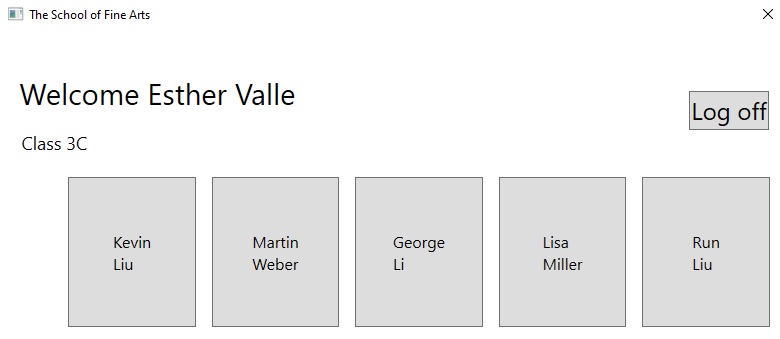 The School of Fine Arts
Welcome Esther Valle
Log off
Class 3C
Kevin
Liu
Martin
Weber
George
Li
Lisa
Miller
Run
Liu